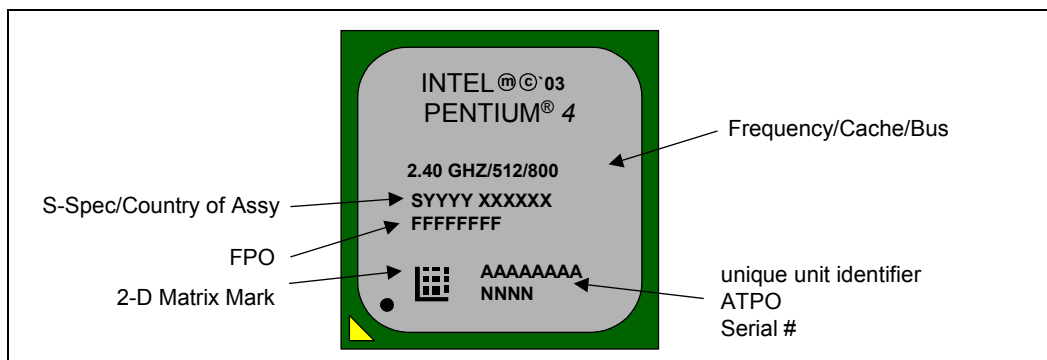 INTEL ⓜ ⓒ `03
PENTIUM® 4
2.40 GHZ/512/800
SYYYY XXXXXX
FFFFFFFF
AAAAAAAA
NNNN
Frequency/Cache/Bus
S-Spec/Country of Assy
FPO
2-D Matrix Mark
unique unit identifier
ATPO
Serial #